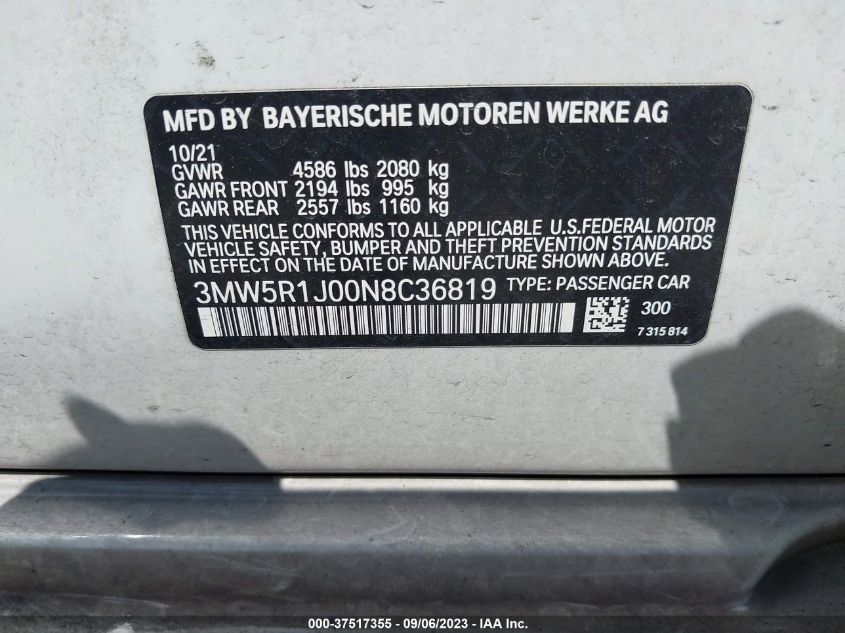 MFD BY BAYERISCHE MOTOREN WERKE AG
10/21
GVWR 4586 lbs 2080 kg
GAWR FRONT 2194 lbs 995 kg
GAWR REAR 2557 lbs 1160 kg
THIS VEHICLE CONFORMS TO ALL APPLICABLE U.S.FEDERAL MOTOR
VEHICLE SAFETY, BUMPER AND THEFT PREVENTION STANDARDS
IN EFFECT ON THE DATE OF MANUFACTURE SHOWN ABOVE.
3MW5R1J00N8C36819 TYPE: PASSENGER CAR
300
7 315 814
000-37517355 - 09/06/2023 - IAA Inc.